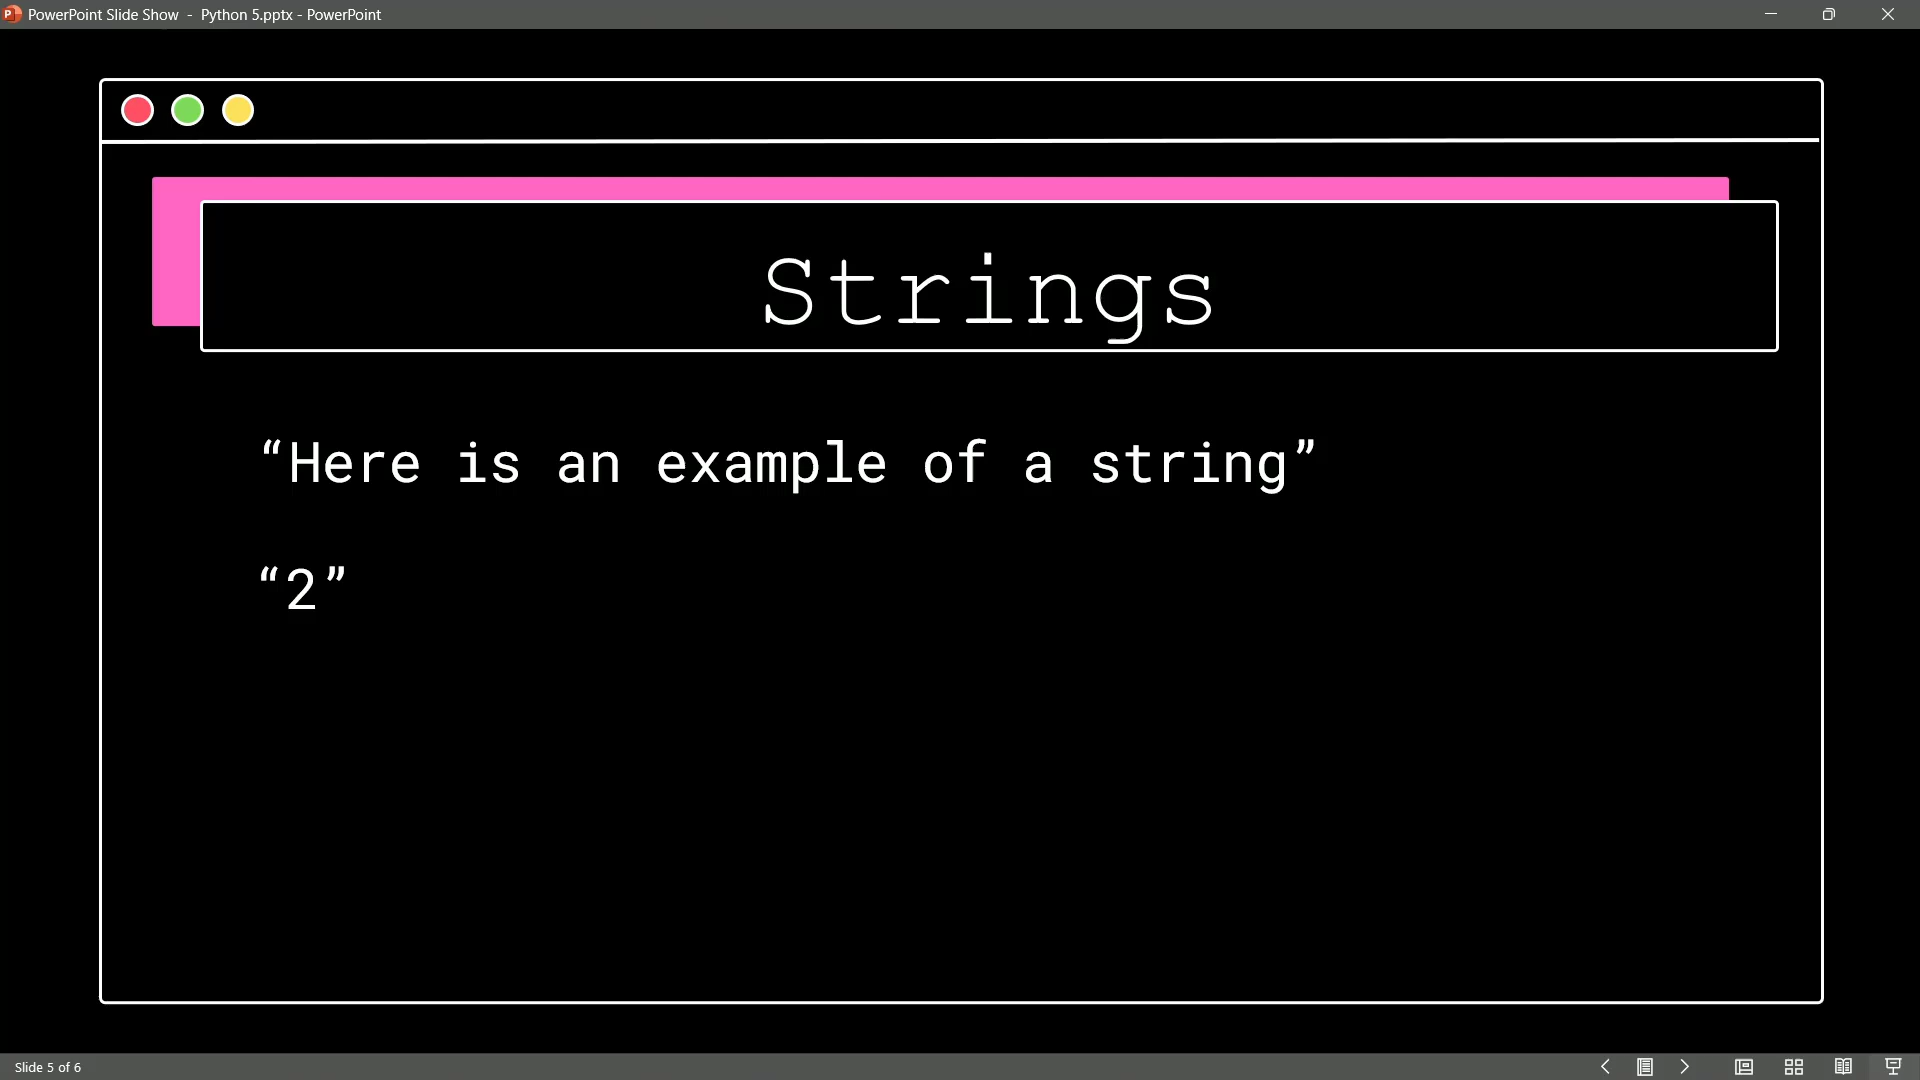 PowerPoint Slide Show - Python 5.pptx - PowerPoint
Strings
“Here is an example of a string”
“2”
Slide 5 of 6